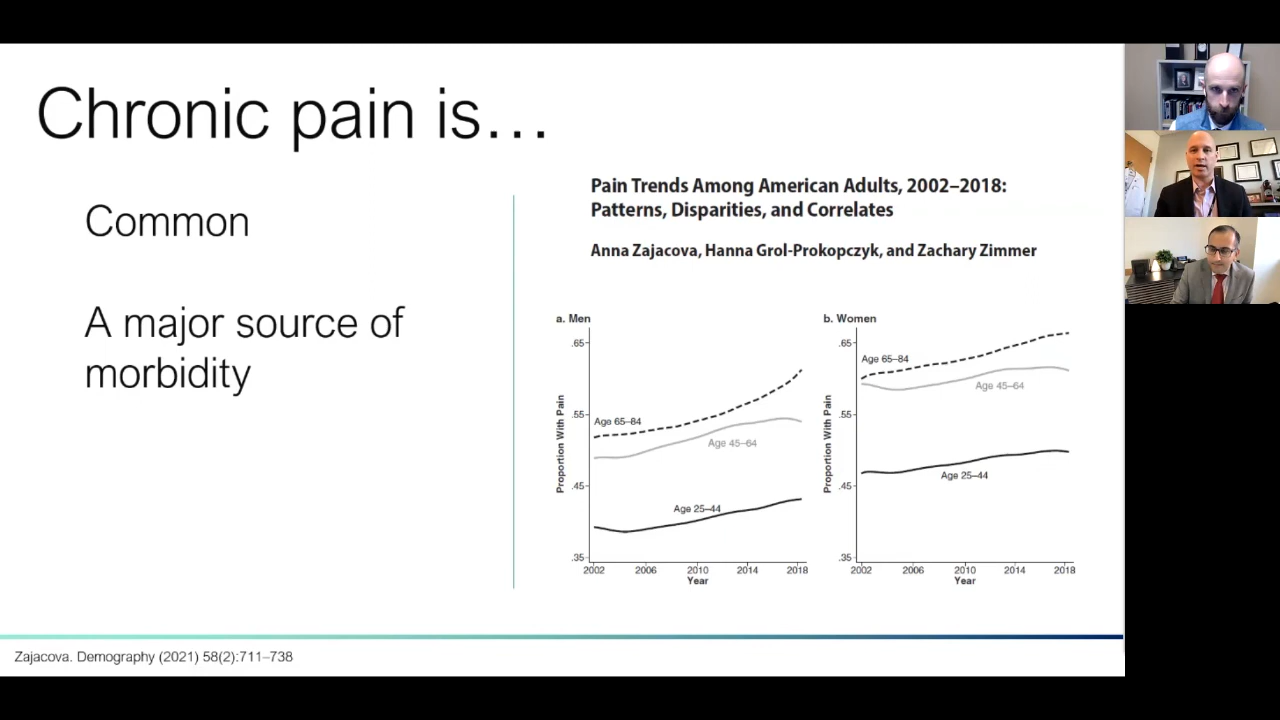 Chronic pain is…
Common
A major source of
morbidity
Pain Trends Among American Adults, 2002–2018:
Patterns, Disparities, and Correlates
Anna Zajacova, Hanna Grol-Prokopczyk, and Zachary Zimmer
a. Men
.65
.55
.45
.35
Proportion With Pain
Age 65–84
Age 45–64
Age 25–44
2002 2006 2010 2014 2018
Year
b. Women
.65
.55
.45
.35
Proportion With Pain
Age 65–84
Age 45–64
Age 25–44
2002 2006 2010 2014 2018
Year
Zajacova. Demography (2021) 58(2):711–738